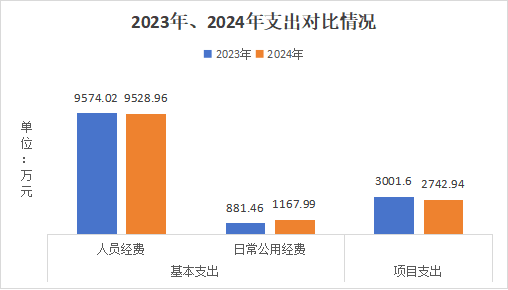 2023年、2024年支出对比情况
2023年 2024年
单位：万元
9574.02 9528.96
881.46 1167.99
3001.6 2742.94
人员经费 日常公用经费
基本支出 项目支出